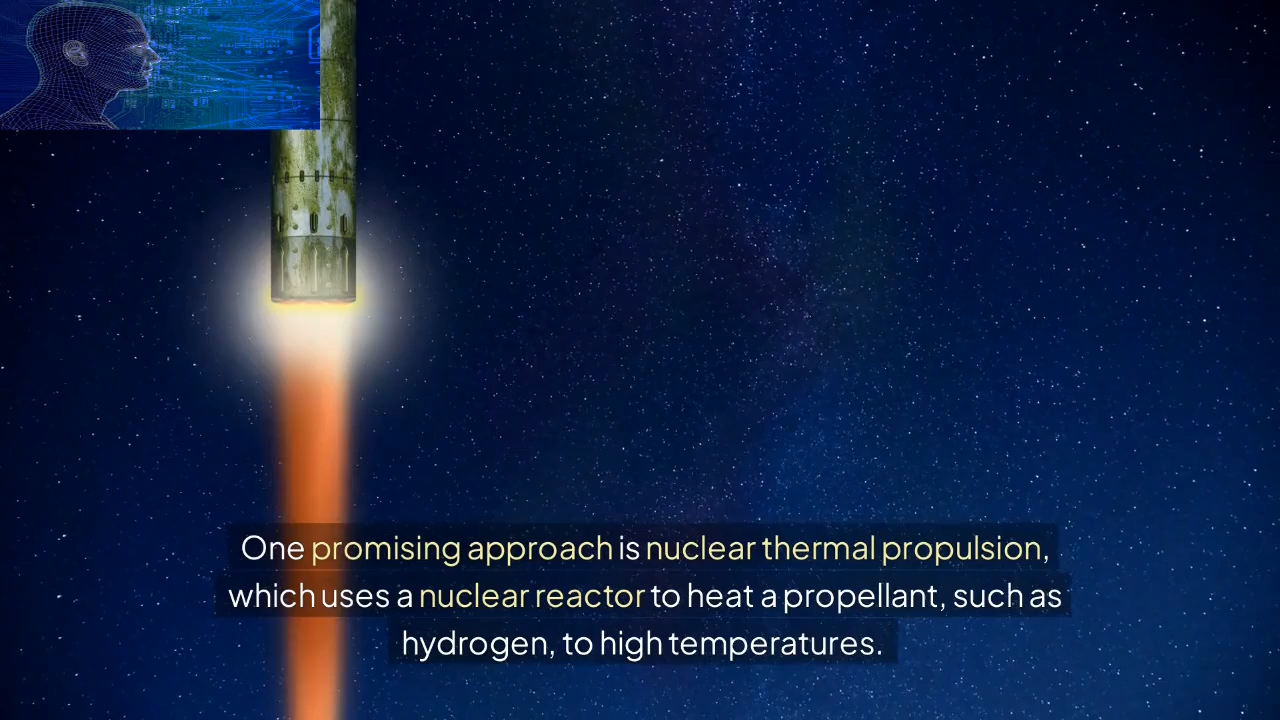 One promising approach is nuclear thermal propulsion,
which uses a nuclear reactor to heat a propellant, such as
hydrogen, to high temperatures.